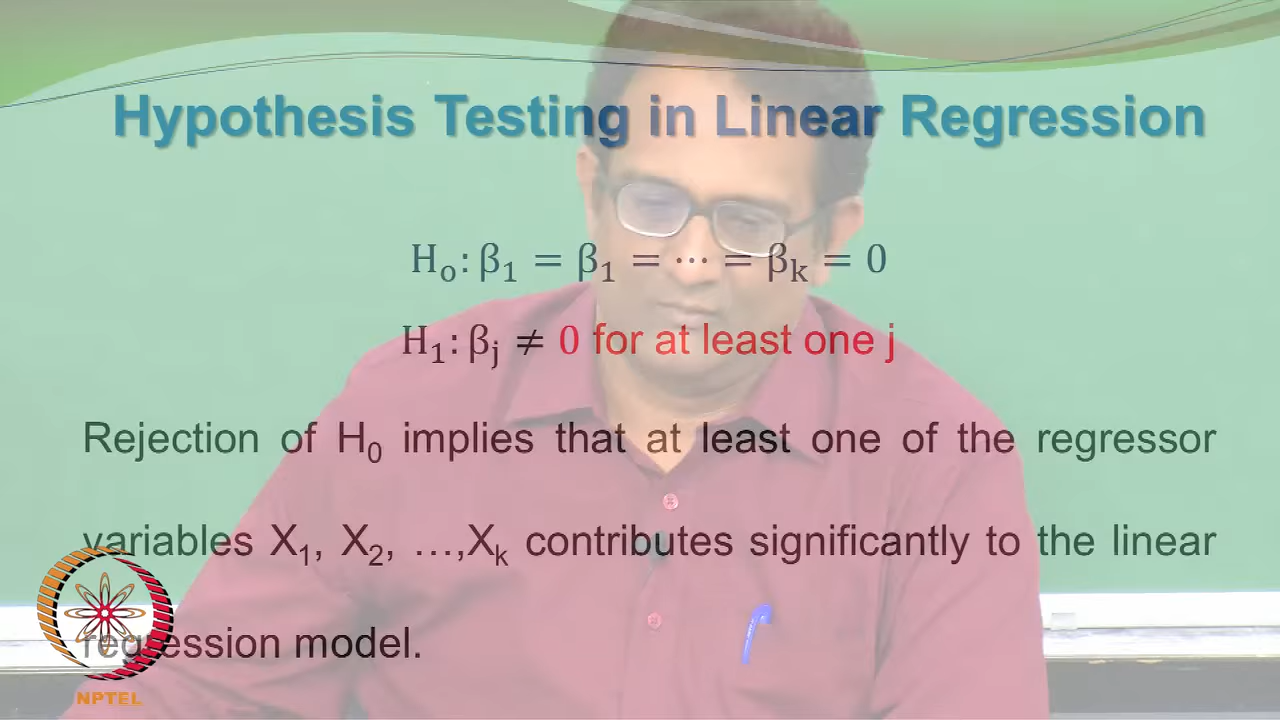 Hypothesis Testing in Linear Regression
Hₒ: β₁ = β₁ = ⋯ = βₖ = 0
H₁: βⱼ ≠ 0 for at least one j
Rejection of H₀ implies that at least one of the regressor
variables X₁, X₂, …,Xₖ contributes significantly to the linear
regression model.
NPTEL